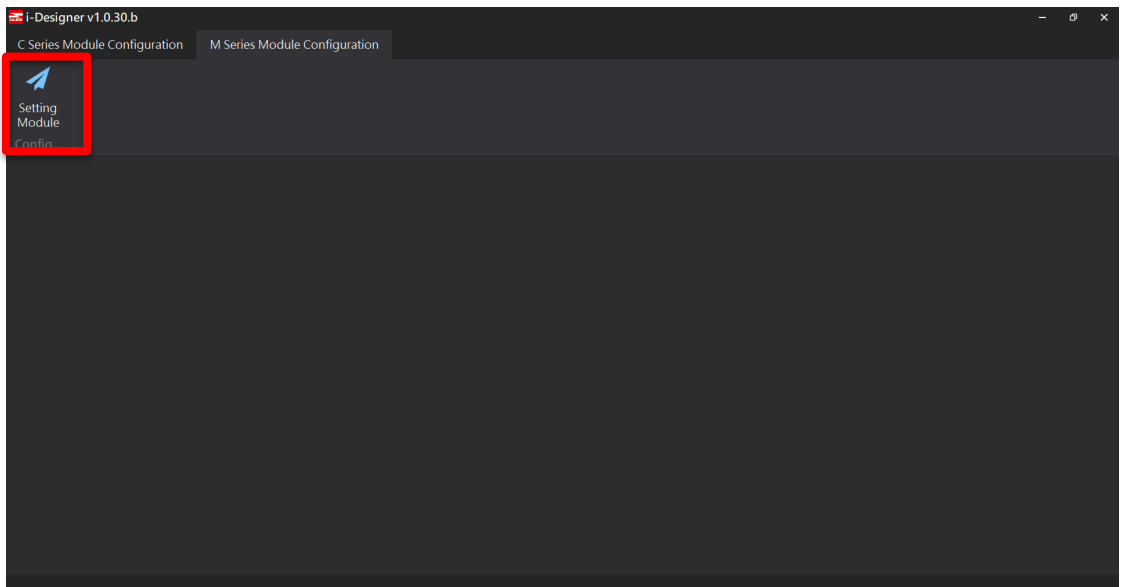 i-Designer v1.0.30.b
C Series Module Configuration M Series Module Configuration
Setting
Module
Config...